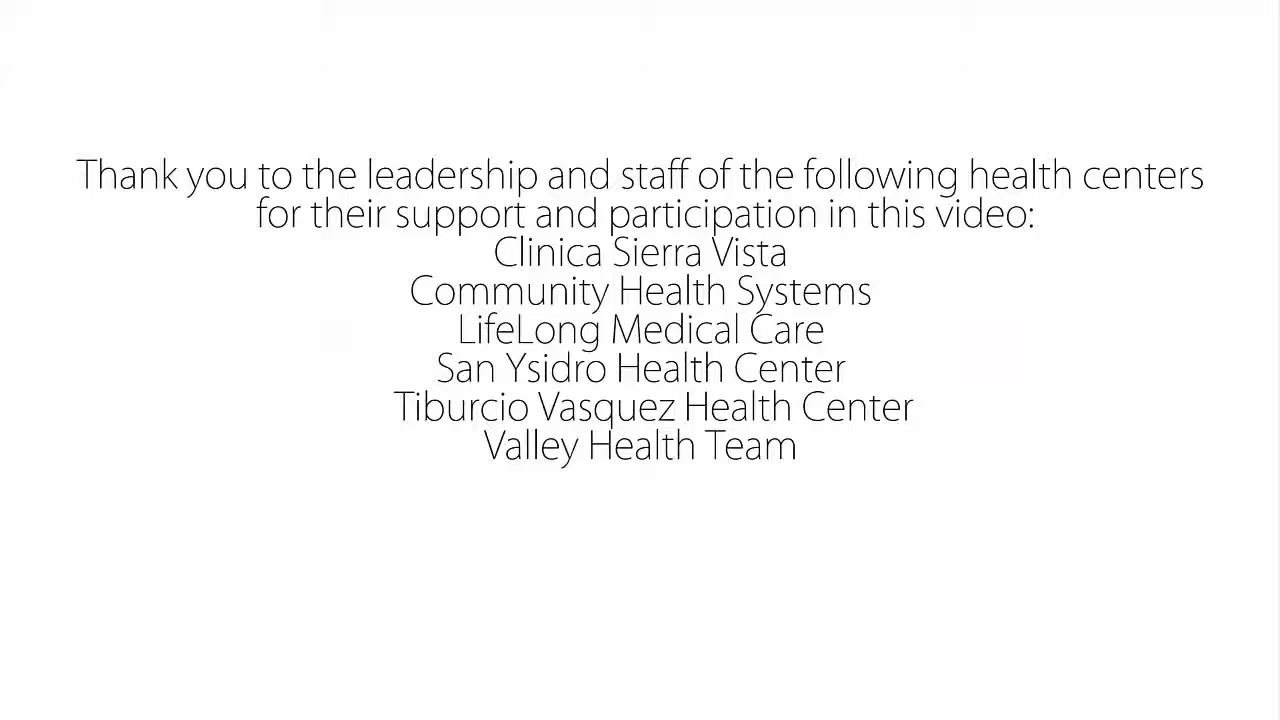 Thank you to the leadership and staff of the following health centers
for their support and participation in this video:
Clinica Sierra Vista
Community Health Systems
LifeLong Medical Care
San Ysidro Health Center
Tiburcio Vasquez Health Center
Valley Health Team